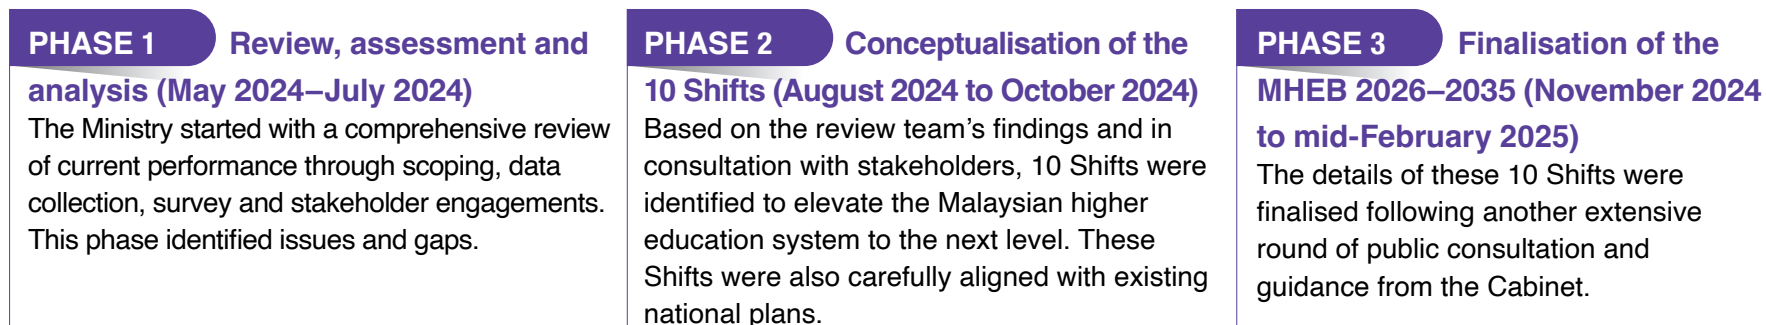 PHASE 1 Review, assessment and
analysis (May 2024–July 2024)
The Ministry started with a comprehensive review
of current performance through scoping, data
collection, survey and stakeholder engagements.
This phase identified issues and gaps.
PHASE 2 Conceptualisation of the
10 Shifts (August 2024 to October 2024)
Based on the review team’s findings and in
consultation with stakeholders, 10 Shifts were
identified to elevate the Malaysian higher
education system to the next level. These
Shifts were also carefully aligned with existing
national plans.
PHASE 3 Finalisation of the
MHEB 2026–2035 (November 2024
to mid-February 2025)
The details of these 10 Shifts were
finalised following another extensive
round of public consultation and
guidance from the Cabinet.